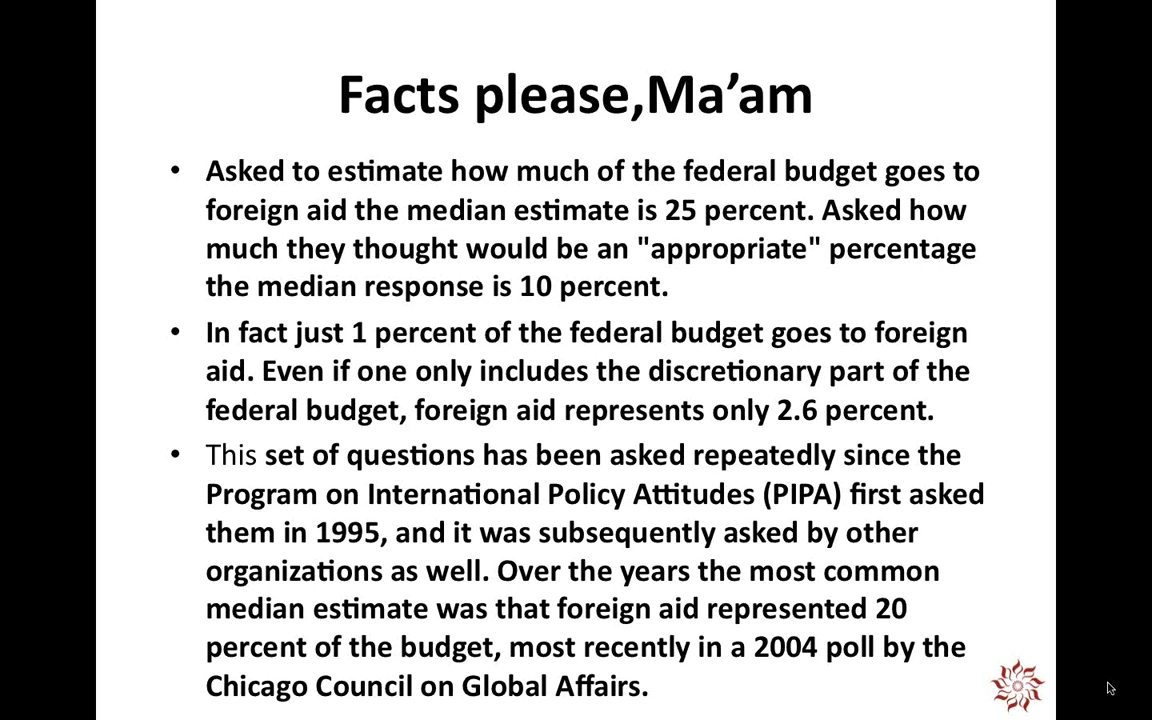 Facts please,Ma’am
• Asked to estimate how much of the federal budget goes to
foreign aid the median estimate is 25 percent. Asked how
much they thought would be an "appropriate" percentage
the median response is 10 percent.
• In fact just 1 percent of the federal budget goes to foreign
aid. Even if one only includes the discretionary part of the
federal budget, foreign aid represents only 2.6 percent.
• This set of questions has been asked repeatedly since the
Program on International Policy Attitudes (PIPA) first asked
them in 1995, and it was subsequently asked by other
organizations as well. Over the years the most common
median estimate was that foreign aid represented 20
percent of the budget, most recently in a 2004 poll by the
Chicago Council on Global Affairs.